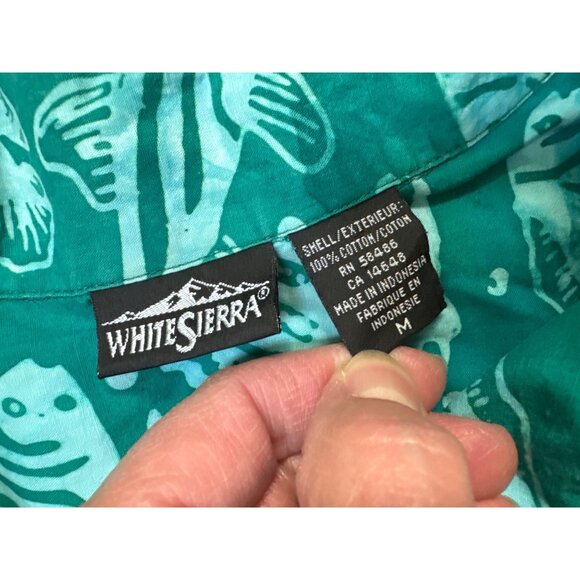 WHITESIERRA®
SHELL/EXTERIEUR:
100% COTTON/COTON
RN 58486
CA 14648
MADE IN INDONESIA
FABRIQUE EN
INDONESIE
M